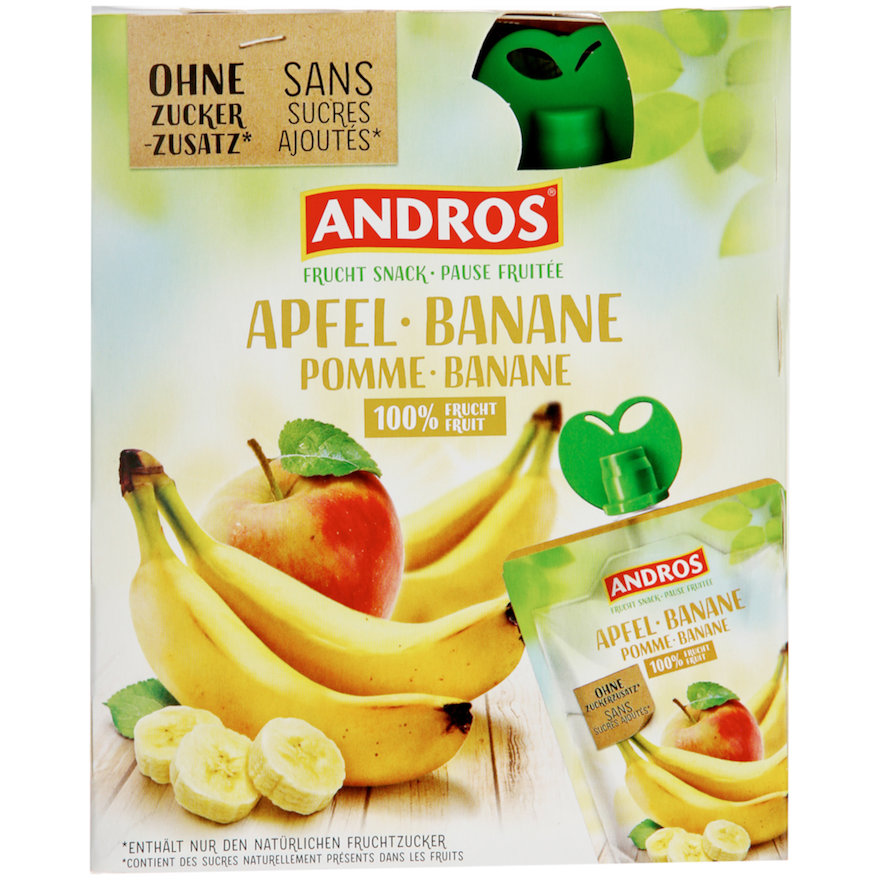 OHNE
ZUCKER
-ZUSATZ*
SANS
SUCRES
AJOUTÉS*
ANDROS®
FRUCHT SNACK · PAUSE FRUITÉE
APFEL · BANANE
POMME · BANANE
100% FRUCHT
FRUIT
ANDROS
FRUCHT SNACK · PAUSE FRUITÉE
APFEL · BANANE
POMME · BANANE
100% FRUCHT
FRUIT
OHNE
ZUCKERZUSATZ*
SANS
SUCRES AJOUTÉS*
*ENTHÄLT NUR DEN NATÜRLICHEN FRUCHTZUCKER
*CONTIENT DES SUCRES NATURELLEMENT PRÉSENTS DANS LES FRUITS